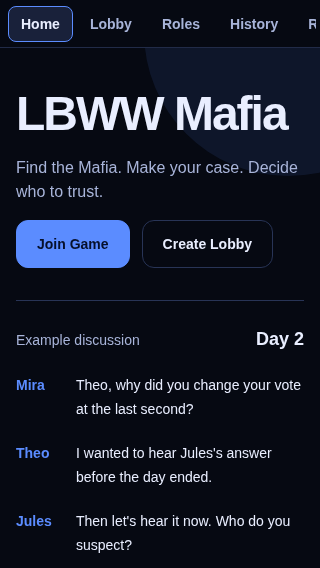 Home Lobby Roles History R
LBWW Mafia
Find the Mafia. Make your case. Decide
who to trust.
Join Game Create Lobby
Example discussion Day 2
Mira Theo, why did you change your vote
at the last second?
Theo I wanted to hear Jules's answer
before the day ended.
Jules Then let's hear it now. Who do you
suspect?